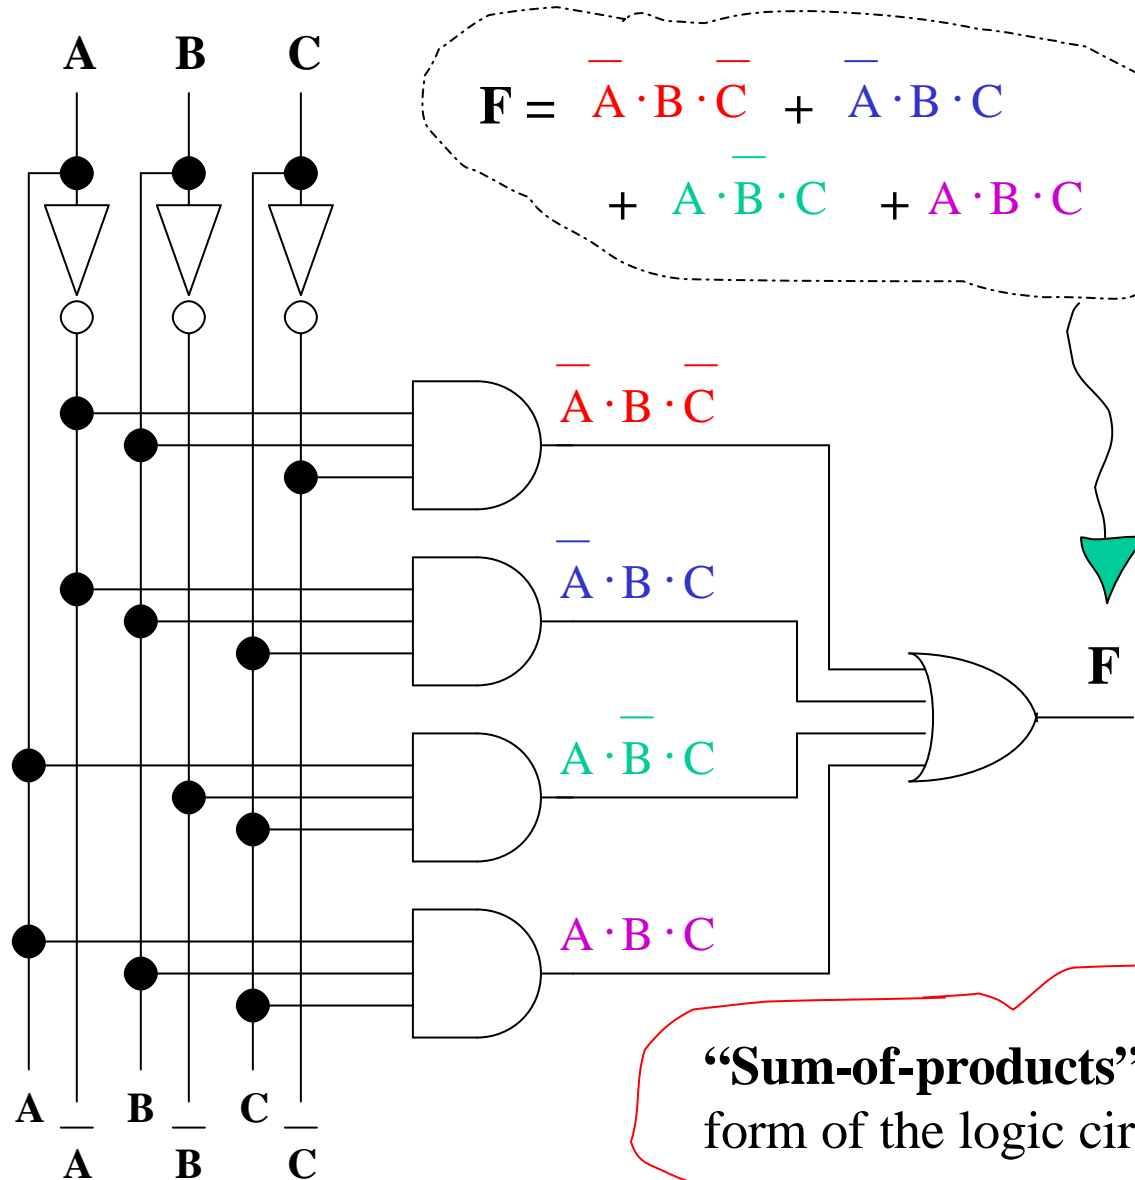 A B C
F = A̅ · B · C̅ + A̅ · B · C
+ A · B̅ · C + A · B · C
A̅ · B · C̅
A̅ · B · C
F
A · B̅ · C
A · B · C
“Sum-of-products”
form of the logic cir
A B C
A̅ B̅ C̅